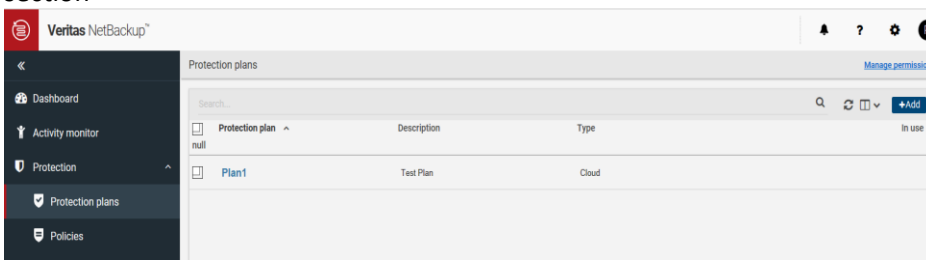 section
Veritas NetBackup™
?
«
Protection plans
Manage permissio
Dashboard
Search...
+Add
Activity monitor
Protection plan
Description
Type
In use
null
Protection
Plan1
Test Plan
Cloud
Protection plans
Policies